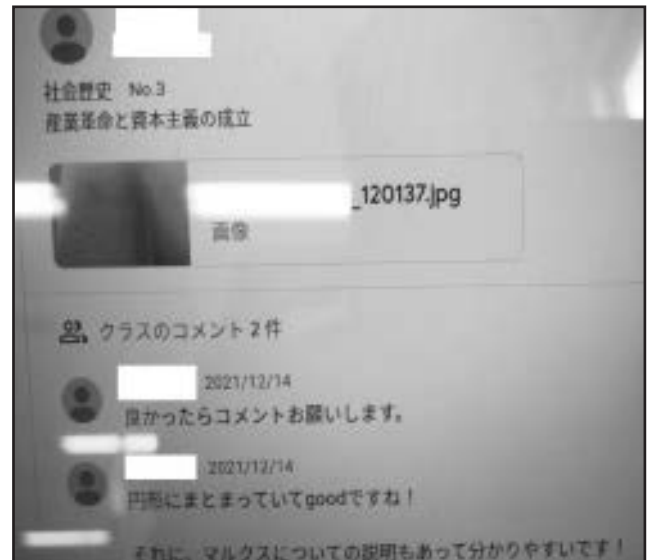 社会歴史 No.3
産業革命と資本主義の成立
_120137.jpg
画像
クラスのコメント 2 件
2021/12/14
良かったらコメントお願いします。
2021/12/14
円形にまとまっていてgoodですね！
それに、マルクスについての説明もあって分かりやすいです！